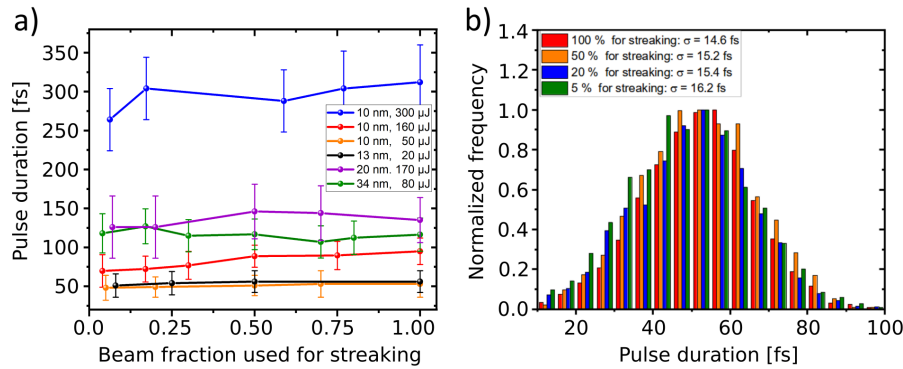 a)
Pulse duration [fs]
350
300
250
200
150
100
50
10 nm, 300 μJ
10 nm, 160 μJ
10 nm, 50 μJ
13 nm, 20 μJ
20 nm. 170 μJ
34 nm, 80 μJ
0.0 0.25 0.50 0.75 1.00
Beam fraction used for streaking
b)
Normalized frequency
1.4
1.2
1.0
0.8
0.6
0.4
0.2
0.0
100 % for streaking: σ = 14.6 fs
50 % for streaking: σ = 15.2 fs
20 % for streaking: σ = 15.4 fs
5 % for streaking: σ = 16.2 fs
20 40 60 80 100
Pulse duration [fs]